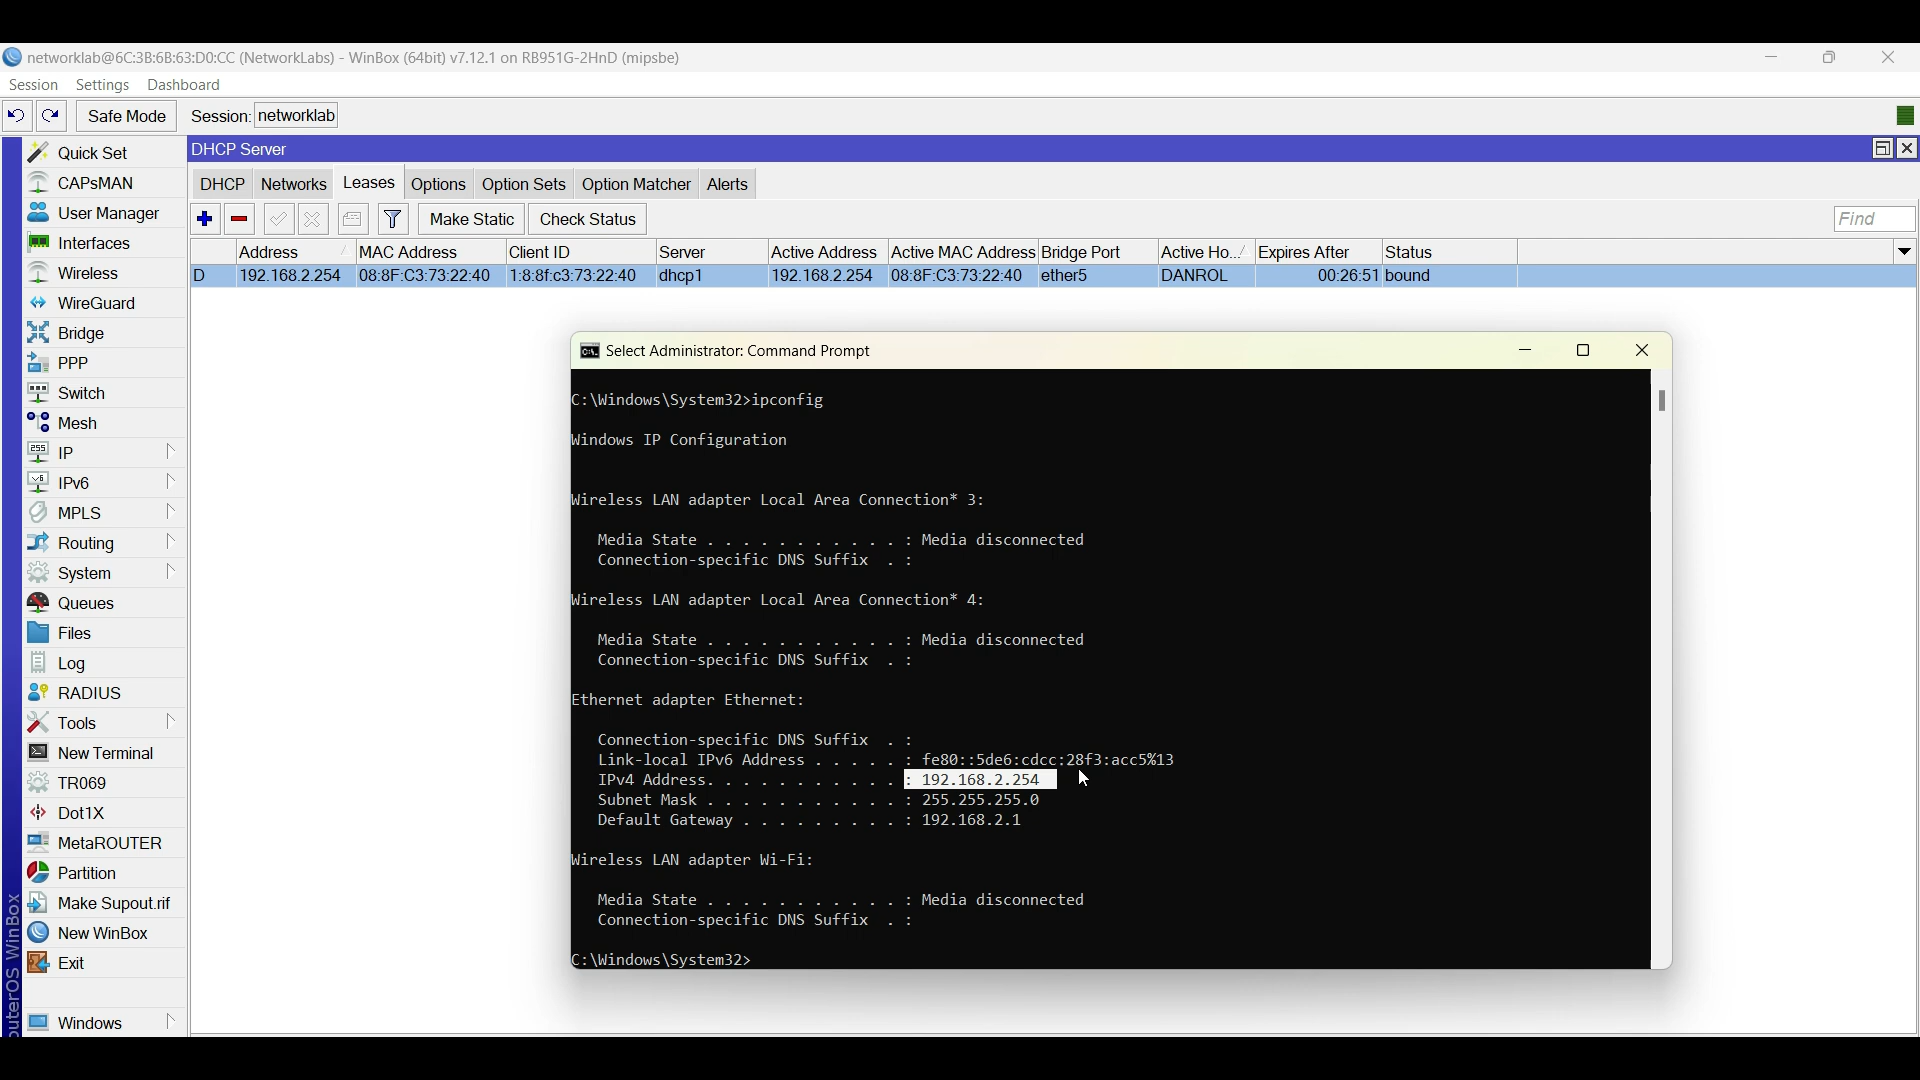 networklab@6C:3B:6B:63:D0:CC (NetworkLabs) - WinBox (64bit) v7.12.1 on RB951G-2HnD (mipsbe)
Session Settings Dashboard
Safe Mode Session: networklab
Quick Set
CAPsMAN
User Manager
Interfaces
Wireless
WireGuard
Bridge
PPP
Switch
Mesh
IP
IPv6
MPLS
Routing
System
Queues
Files
Log
RADIUS
Tools
New Terminal
TR069
Dot1X
MetaROUTER
Partition
Make Supout.rif
New WinBox
Exit
Windows
outerOS WinBox
DHCP Server
DHCP Networks Leases Options Option Sets Option Matcher Alerts
Make Static Check Status Find
Address MAC Address Client ID Server Active Address Active MAC Address Bridge Port Active Ho... Expires After Status
D 192.168.2.254 08:8F:C3:73:22:40 1:8:8f:c3:73:22:40 dhcp1 192.168.2.254 08:8F:C3:73:22:40 ether5 DANROL 00:26:51 bound
Select Administrator: Command Prompt
C:\Windows\System32>ipconfig
Windows IP Configuration
Wireless LAN adapter Local Area Connection* 3:
Media State . . . . . . . . . . . : Media disconnected
Connection-specific DNS Suffix . :
Wireless LAN adapter Local Area Connection* 4:
Media State . . . . . . . . . . . : Media disconnected
Connection-specific DNS Suffix . :
Ethernet adapter Ethernet:
Connection-specific DNS Suffix . :
Link-local IPv6 Address . . . . . : fe80::5de6:cdcc:28f3:acc5%13
IPv4 Address. . . . . . . . . . . : 192.168.2.254
Subnet Mask . . . . . . . . . . . : 255.255.255.0
Default Gateway . . . . . . . . . : 192.168.2.1
Wireless LAN adapter Wi-Fi:
Media State . . . . . . . . . . . : Media disconnected
Connection-specific DNS Suffix . :
C:\Windows\System32>